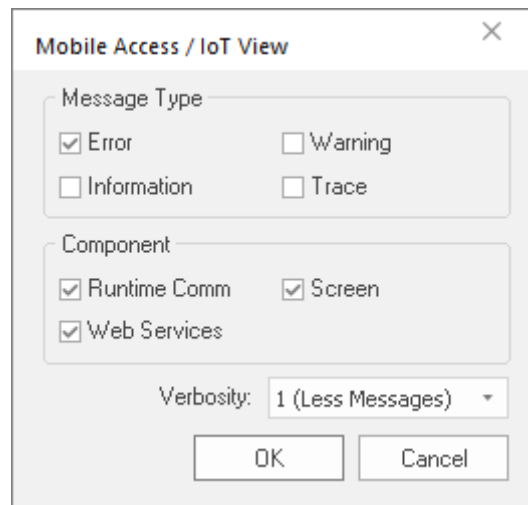 Mobile Access / IoT View
Message Type
Error Warning
Information Trace
Component
Runtime Comm Screen
Web Services
Verbosity: 1 (Less Messages)
OK Cancel